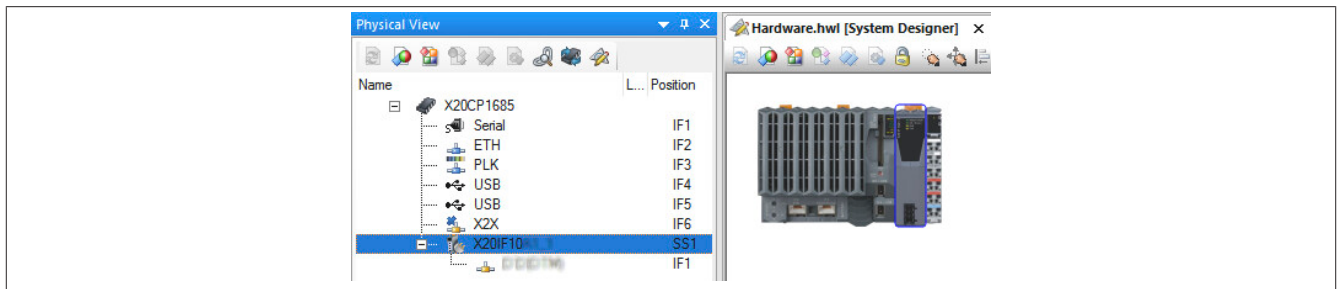 Physical View
Name L... Position
X20CP1685
Serial IF1
ETH IF2
PLK IF3
USB IF4
USB IF5
X2X IF6
X20IF10 SS1
IF1
Hardware.hwl [System Designer]